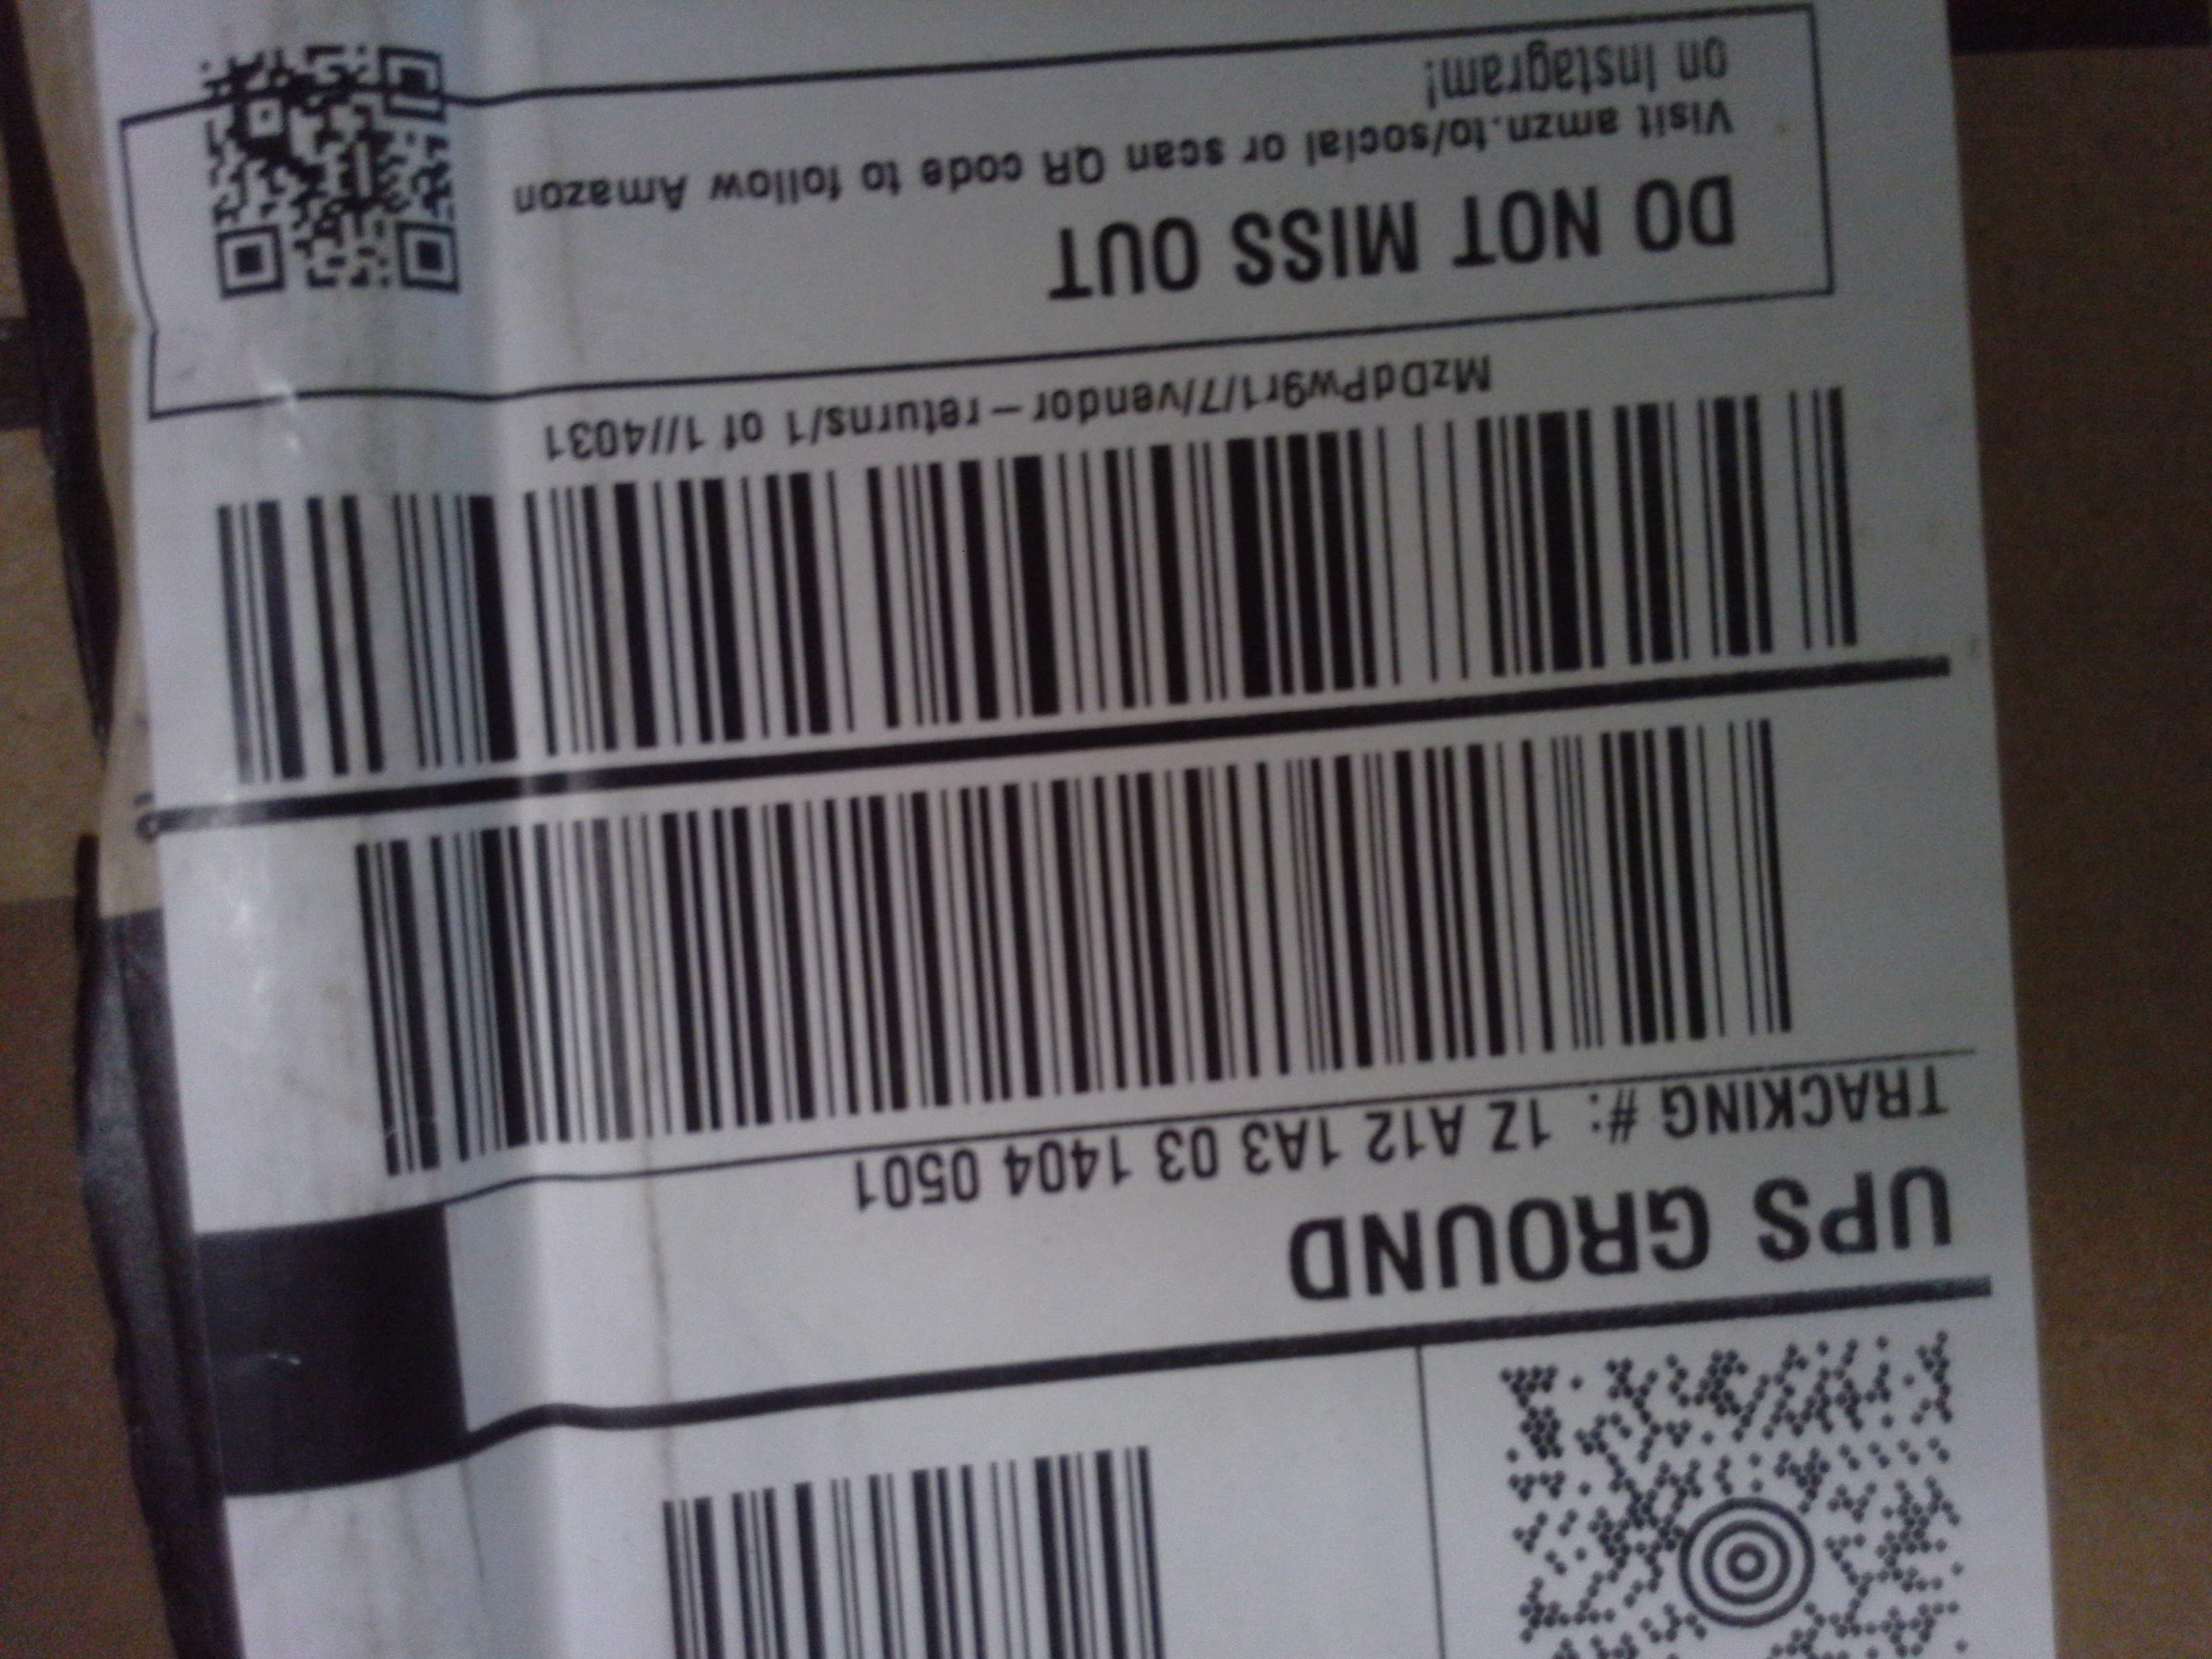 UPS GROUND
TRACKING #: 1Z A12 1A3 03 1404 0501
MzDdPw9r1/7/vendor-returns/1 of 1///4031
DO NOT MISS OUT
Visit amzn.to/social or scan QR code to follow Amazon
on Instagram!